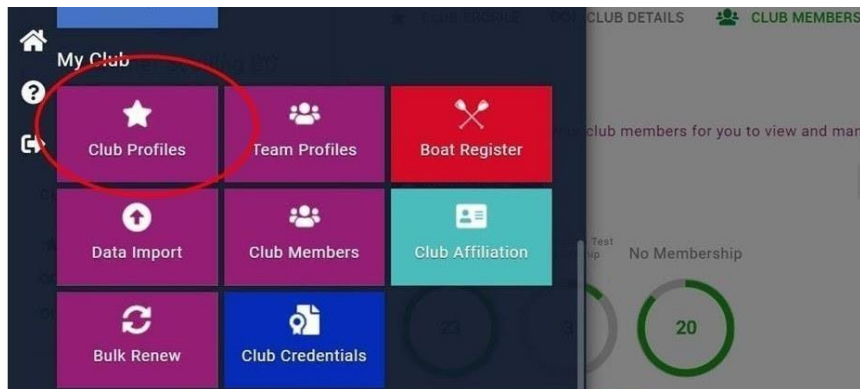 CLUB PROFILE CLUB DETAILS CLUB MEMBERS
My Club
Club Profiles Team Profiles Boat Register
club members for you to view and man
Data Import Club Members Club Affiliation
Test
No Membership
23 3 20
Bulk Renew Club Credentials